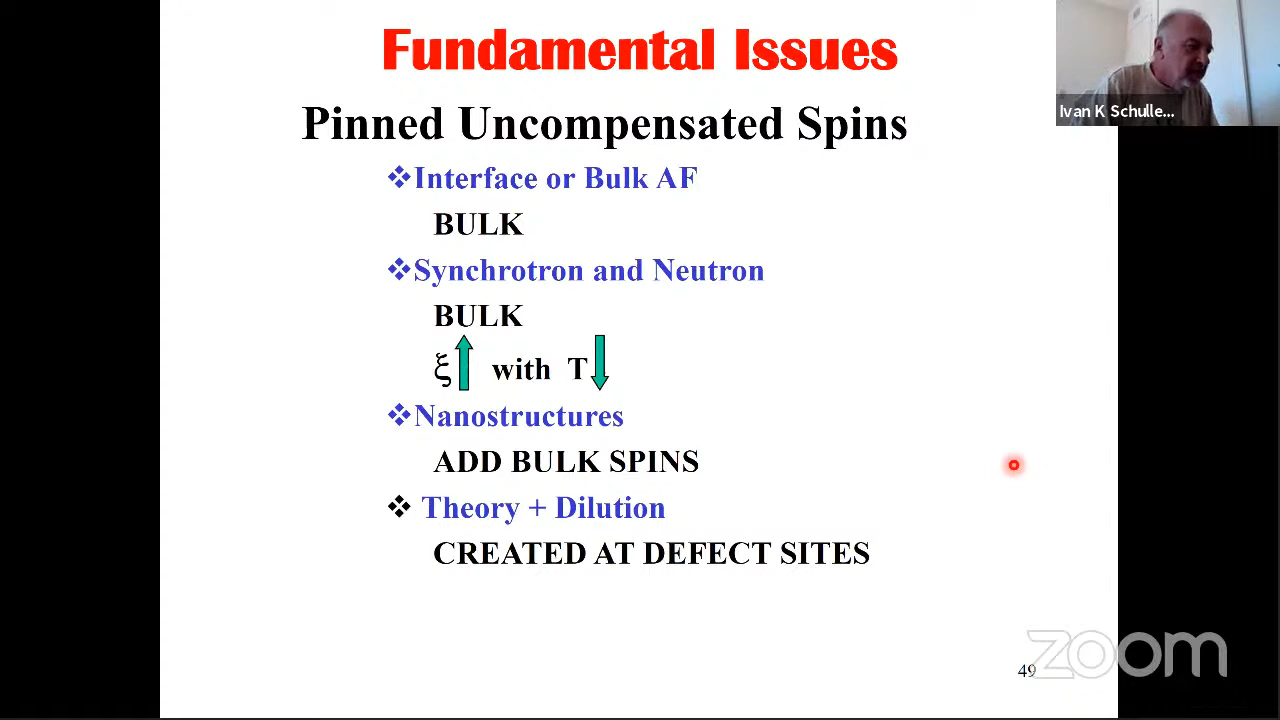 Fundamental Issues
Pinned Uncompensated Spins
❖Interface or Bulk AF
BULK
❖Synchrotron and Neutron
BULK
ξ↑ with T↓
❖Nanostructures
ADD BULK SPINS
❖ Theory + Dilution
CREATED AT DEFECT SITES
49
Ivan K Schulle...
zoom